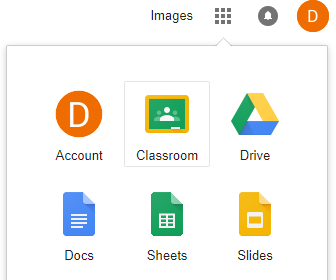 Images D
D
Account Classroom Drive
Docs Sheets Slides